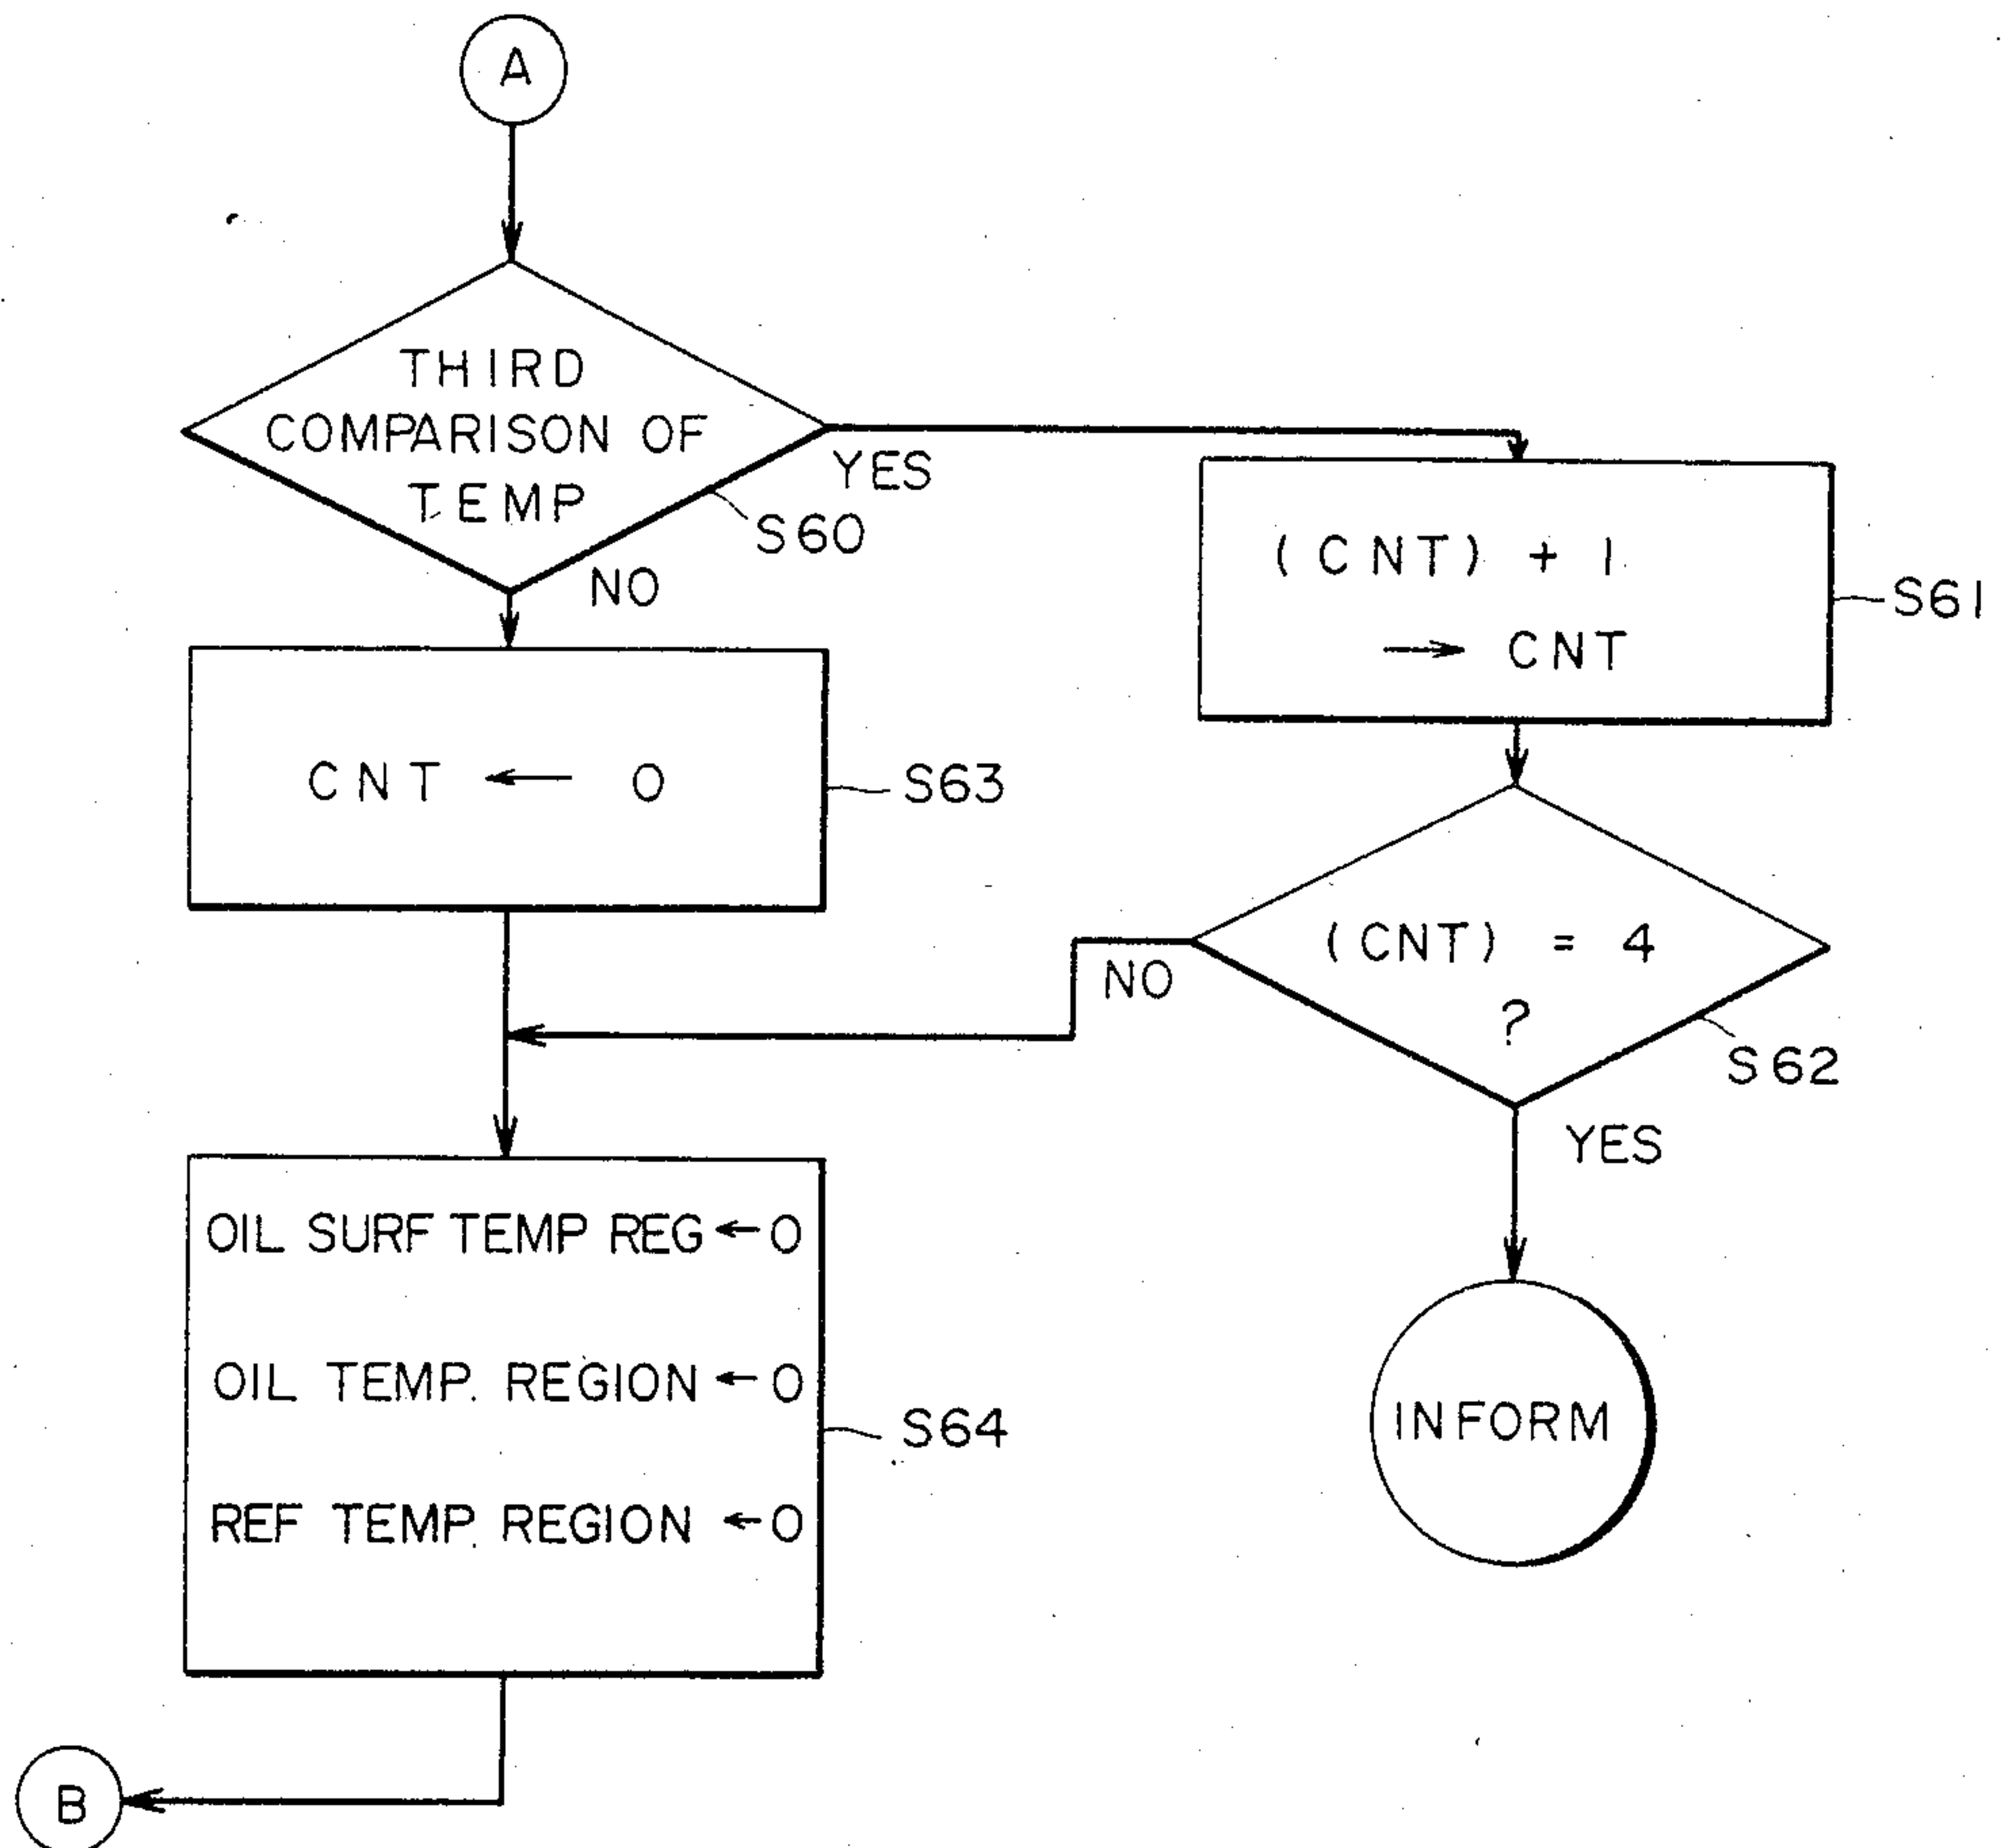 A
THIRD
COMPARISON OF
TEMP
YES
S60
NO
(CNT) + 1
→ CNT
S61
CNT ← 0
S63
(CNT) = 4
?
NO
S62
YES
OIL SURF TEMP REG ← 0
OIL TEMP. REGION ← 0
REF TEMP. REGION ← 0
S64
INFORM
B